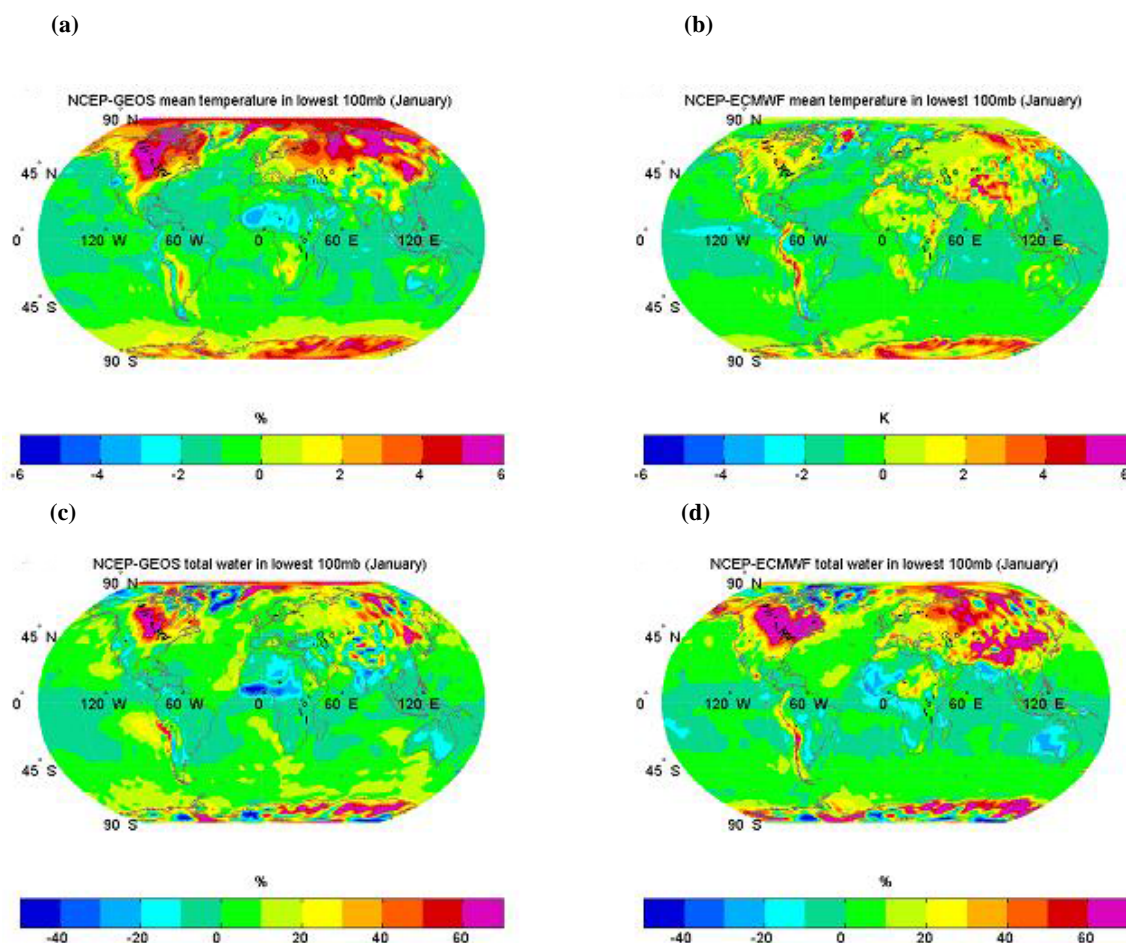 (a)
(b)
NCEP-GEOS mean temperature in lowest 100mb (January)
NCEP-ECMWF mean temperature in lowest 100mb (January)
90° N
90° N
45° N
45° N
0° 120° W 60° W 0° 60° E 120° E
0° 120° W 60° W 0° 60° E 120° E
45° S
45° S
90 S
90 S
%
K
-6 -4 -2 0 2 4 6
-6 -4 -2 0 2 4 6
(c)
(d)
NCEP-GEOS total water in lowest 100mb (January)
NCEP-ECMWF total water in lowest 100mb (January)
90° N
90° N
45° N
45° N
0° 120° W 60° W 0° 60° E 120° E
0° 120° W 60° W 0° 60° E 120° E
45° S
45° S
90 S
90 S
%
%
-40 -20 0 20 40 60
-40 -20 0 20 40 60